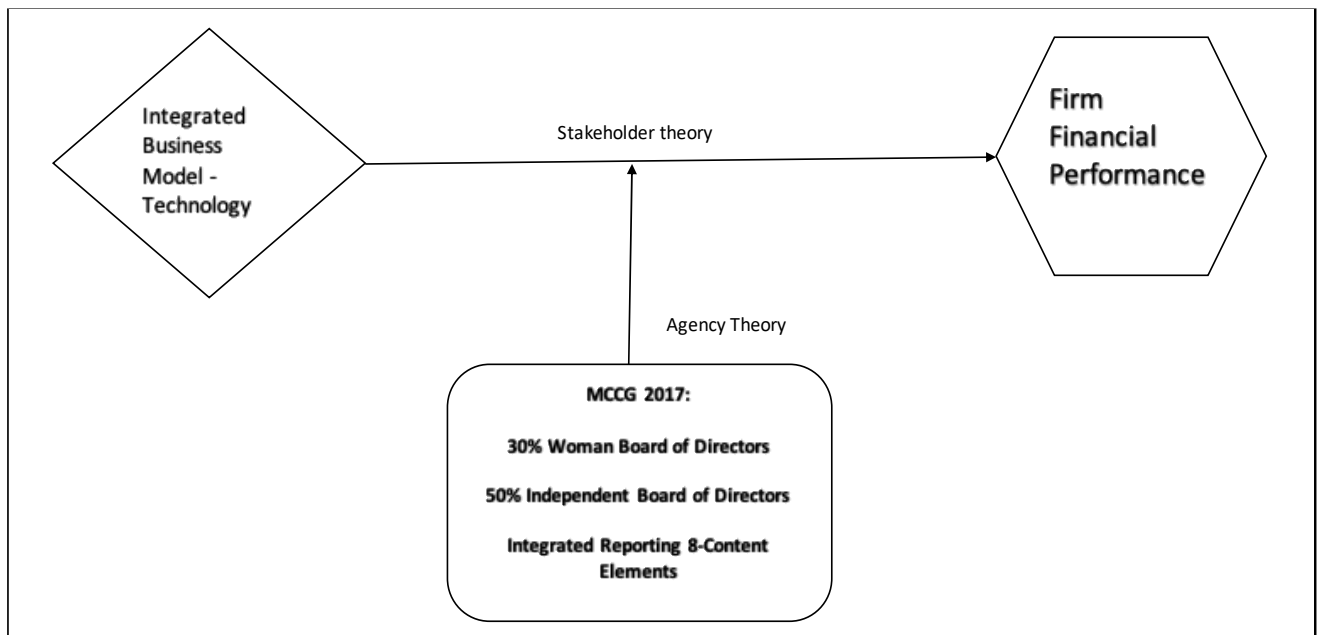 Integrated
Business
Model -
Technology
Stakeholder theory
Firm
Financial
Performance
Agency Theory
MCCG 2017:
30% Woman Board of Directors
50% Independent Board of Directors
Integrated Reporting 8-Content
Elements